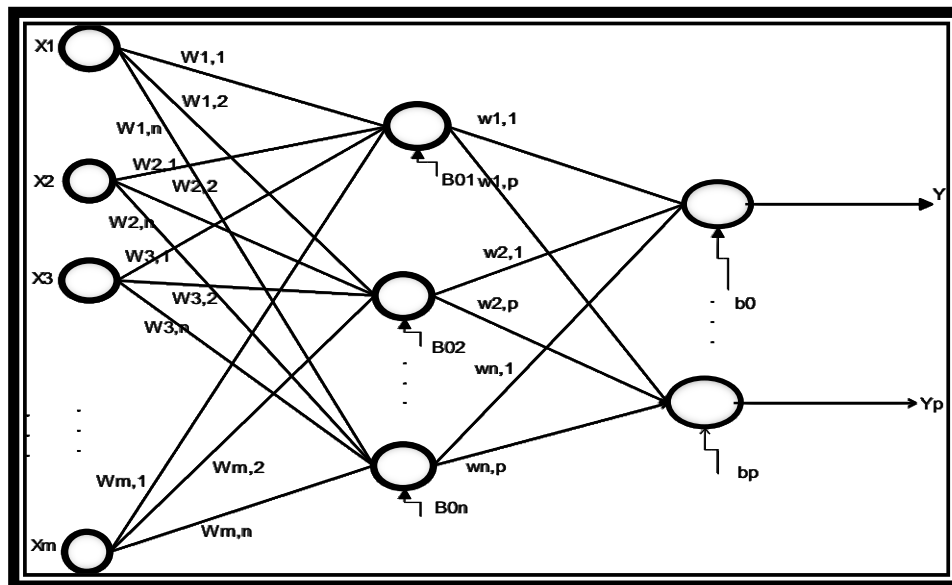 X1
W1,1
W1,2
W1,n
X2
W2,1
W2,2
W2,n
X3
W3,1
W3,2
W3,n
Xm
Wm,1
Wm,2
Wm,n
B01
B02
B0n
w1,1
w1,p
w2,1
w2,p
wn,1
wn,p
Y
b0
Yp
bp